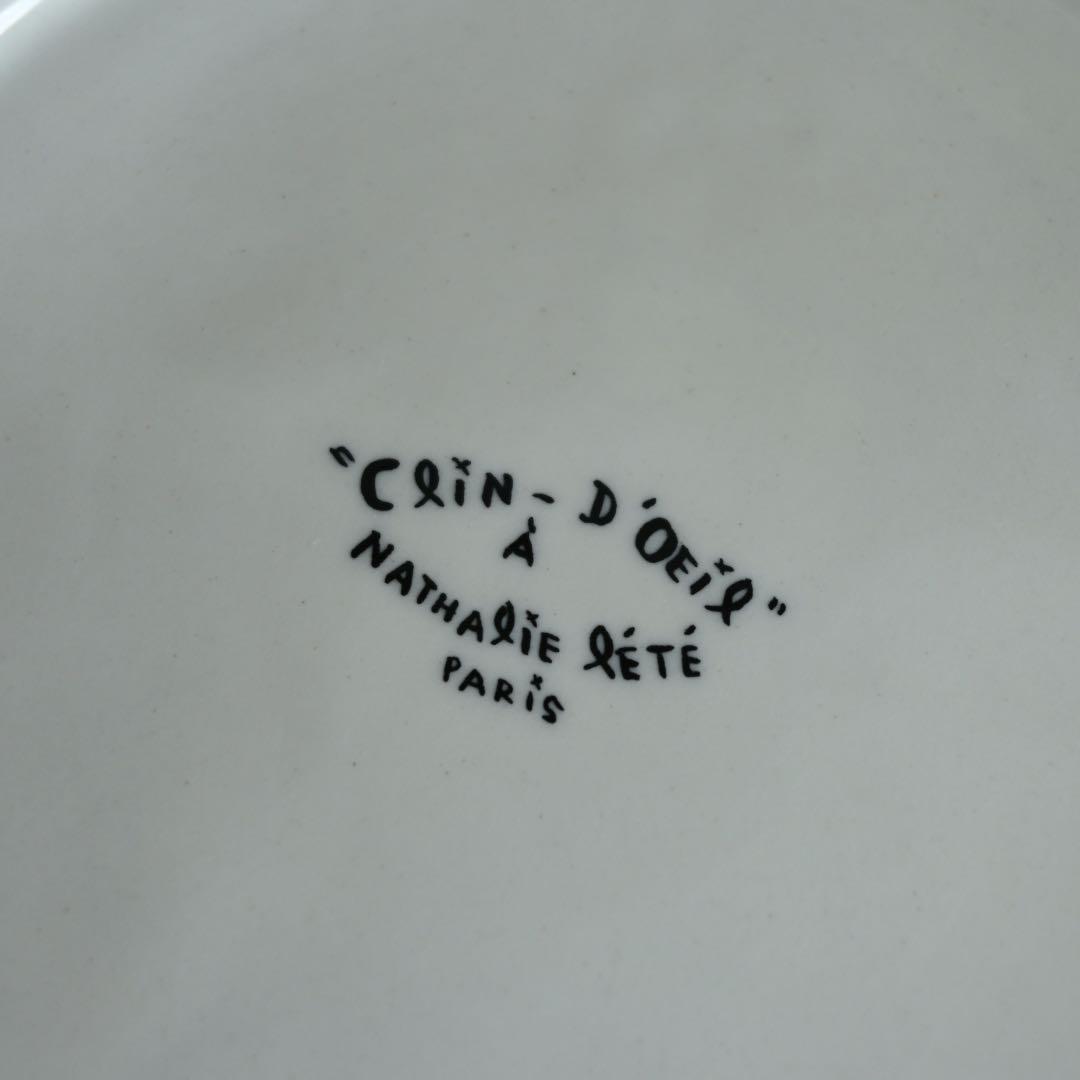 "Clin-D'Oeil"
À
NATHAlie lÉTÉ
PARiS